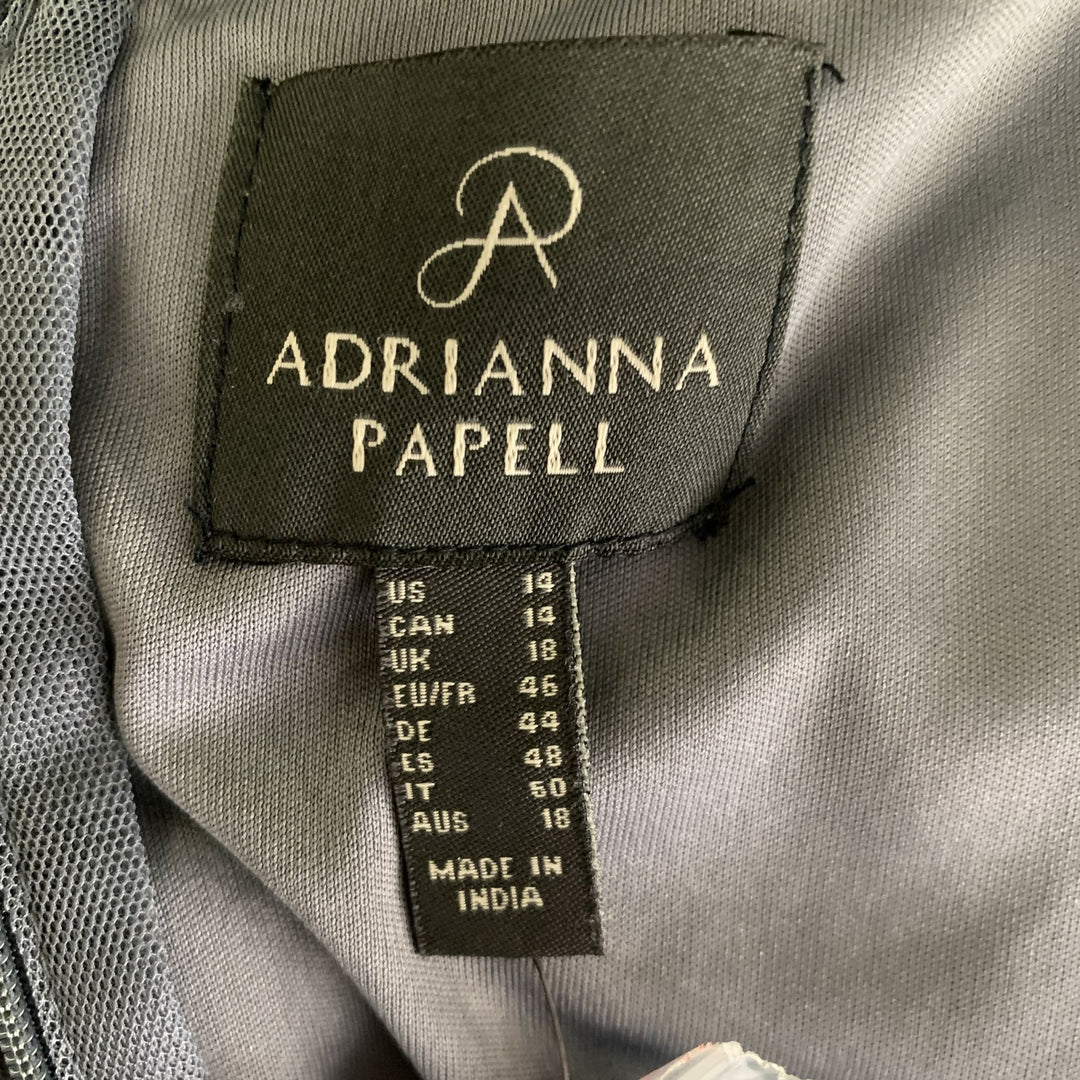 ADRIANNA
PAPELL
US 14
CAN 14
UK 18
EU/FR 46
DE 44
ES 48
IT 50
AUS 18
MADE IN
INDIA